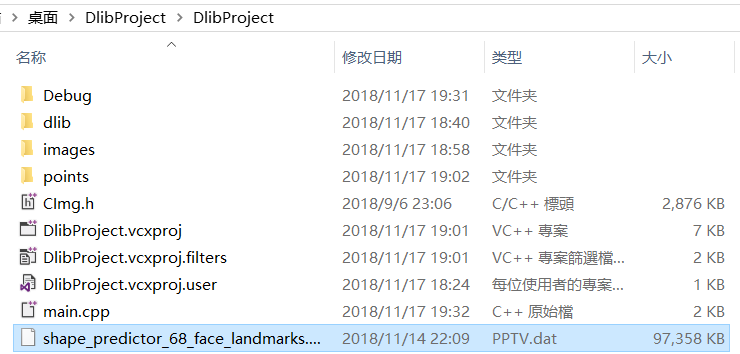 桌面 > DlibProject > DlibProject
名称 修改日期 类型 大小
Debug 2018/11/17 19:31 文件夹
dlib 2018/11/17 18:40 文件夹
images 2018/11/17 18:58 文件夹
points 2018/11/17 19:02 文件夹
CImg.h 2018/9/6 23:06 C/C++ 標頭 2,876 KB
DlibProject.vcxproj 2018/11/17 19:01 VC++ 專案 7 KB
DlibProject.vcxproj.filters 2018/11/17 19:01 VC++ 專案篩選檔... 2 KB
DlibProject.vcxproj.user 2018/11/17 18:24 每位使用者的專案... 1 KB
main.cpp 2018/11/17 19:32 C++ 原始檔 2 KB
shape_predictor_68_face_landmarks.... 2018/11/14 22:09 PPTV.dat 97,358 KB